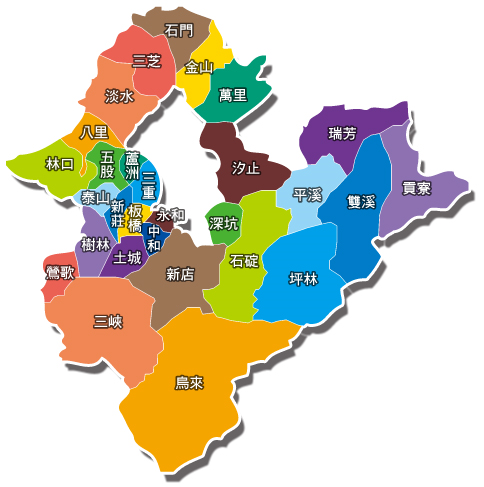 石門
三芝
金山
淡水
萬里
八里
瑞芳
林口
五股
蘆洲
汐止
三重
泰山
平溪
貢寮
雙溪
新莊
板橋
永和
深坑
中和
樹林
土城
石碇
鶯歌
新店
坪林
三峽
烏來